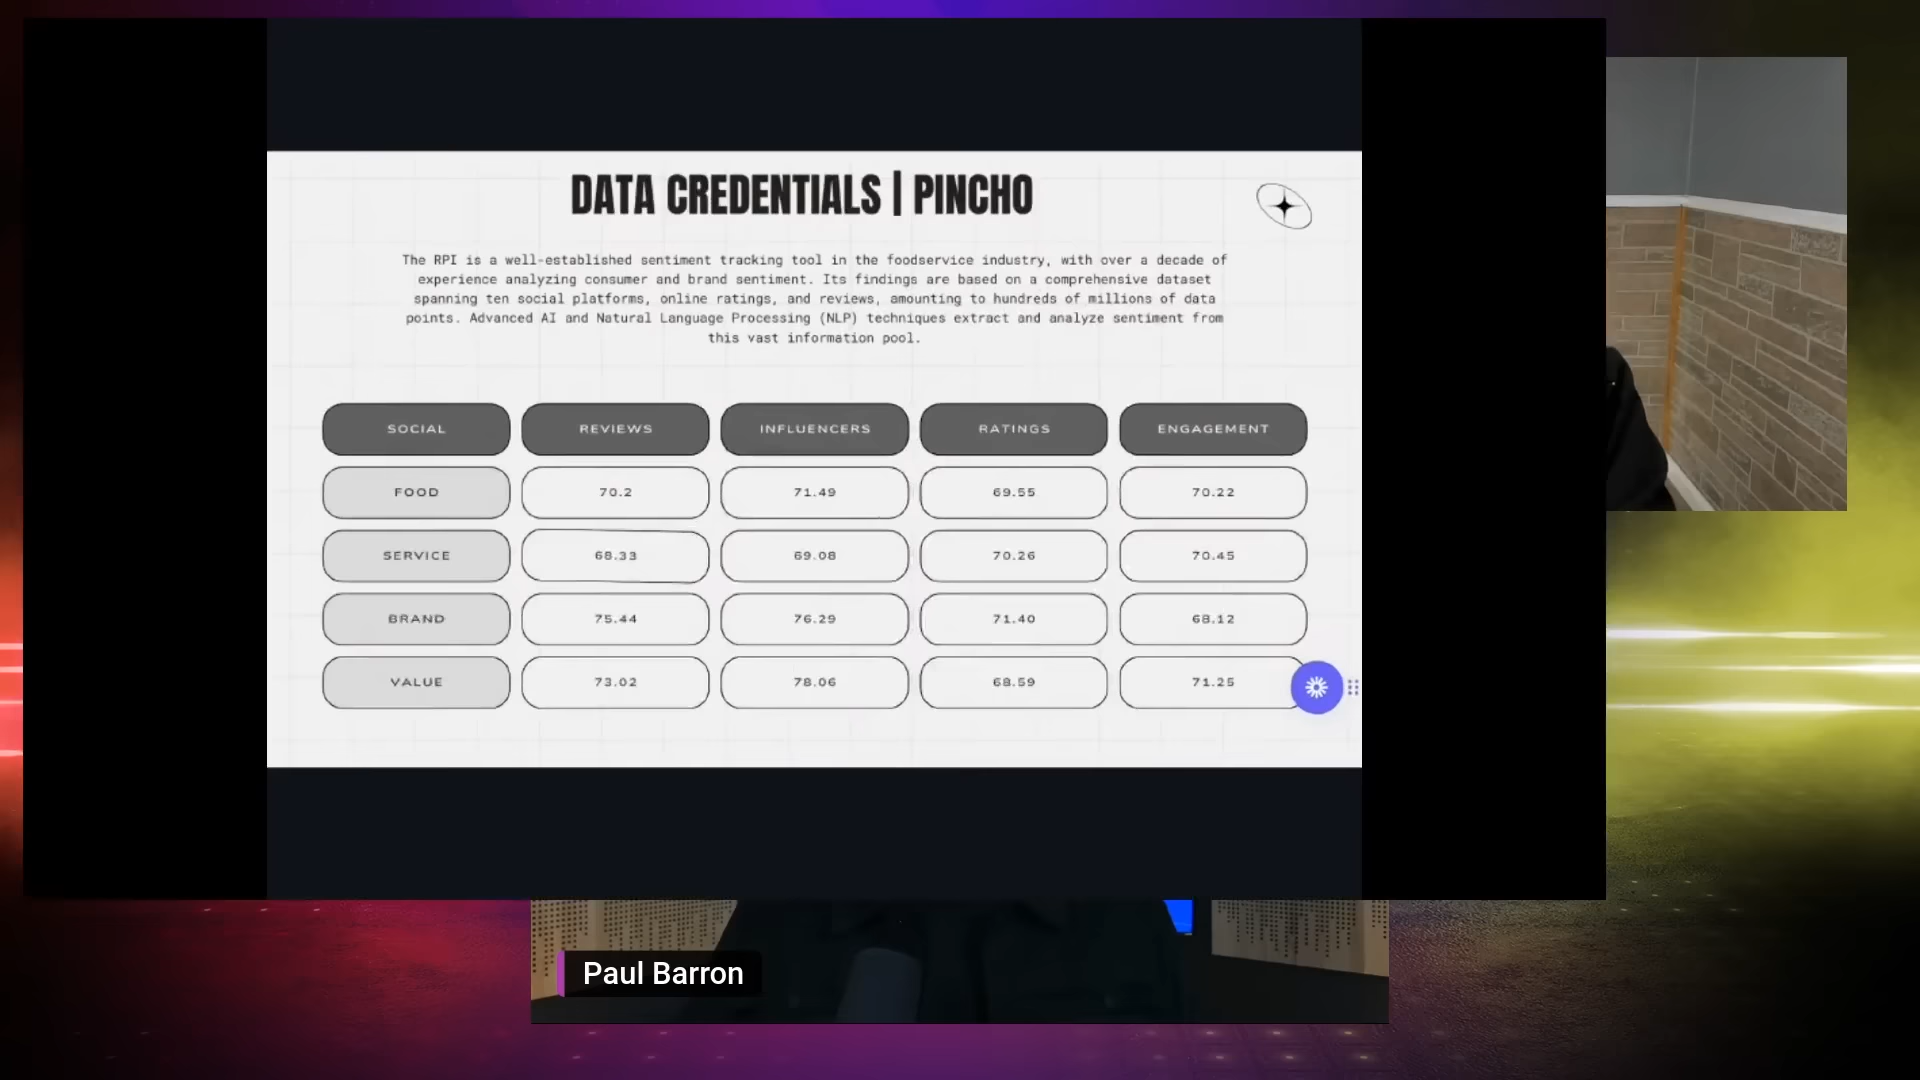 DATA CREDENTIALS | PINCHO
The RPI is a well-established sentiment tracking tool in the foodservice industry, with over a decade of
experience analyzing consumer and brand sentiment. Its findings are based on a comprehensive dataset
spanning ten social platforms, online ratings, and reviews, amounting to hundreds of millions of data
points. Advanced AI and Natural Language Processing (NLP) techniques extract and analyze sentiment from
this vast information pool.
SOCIAL REVIEWS INFLUENCERS RATINGS ENGAGEMENT
FOOD 70.2 71.49 69.55 70.22
SERVICE 68.33 69.08 70.26 70.45
BRAND 75.44 76.29 71.40 68.12
VALUE 73.02 78.06 68.59 71.25
Paul Barron